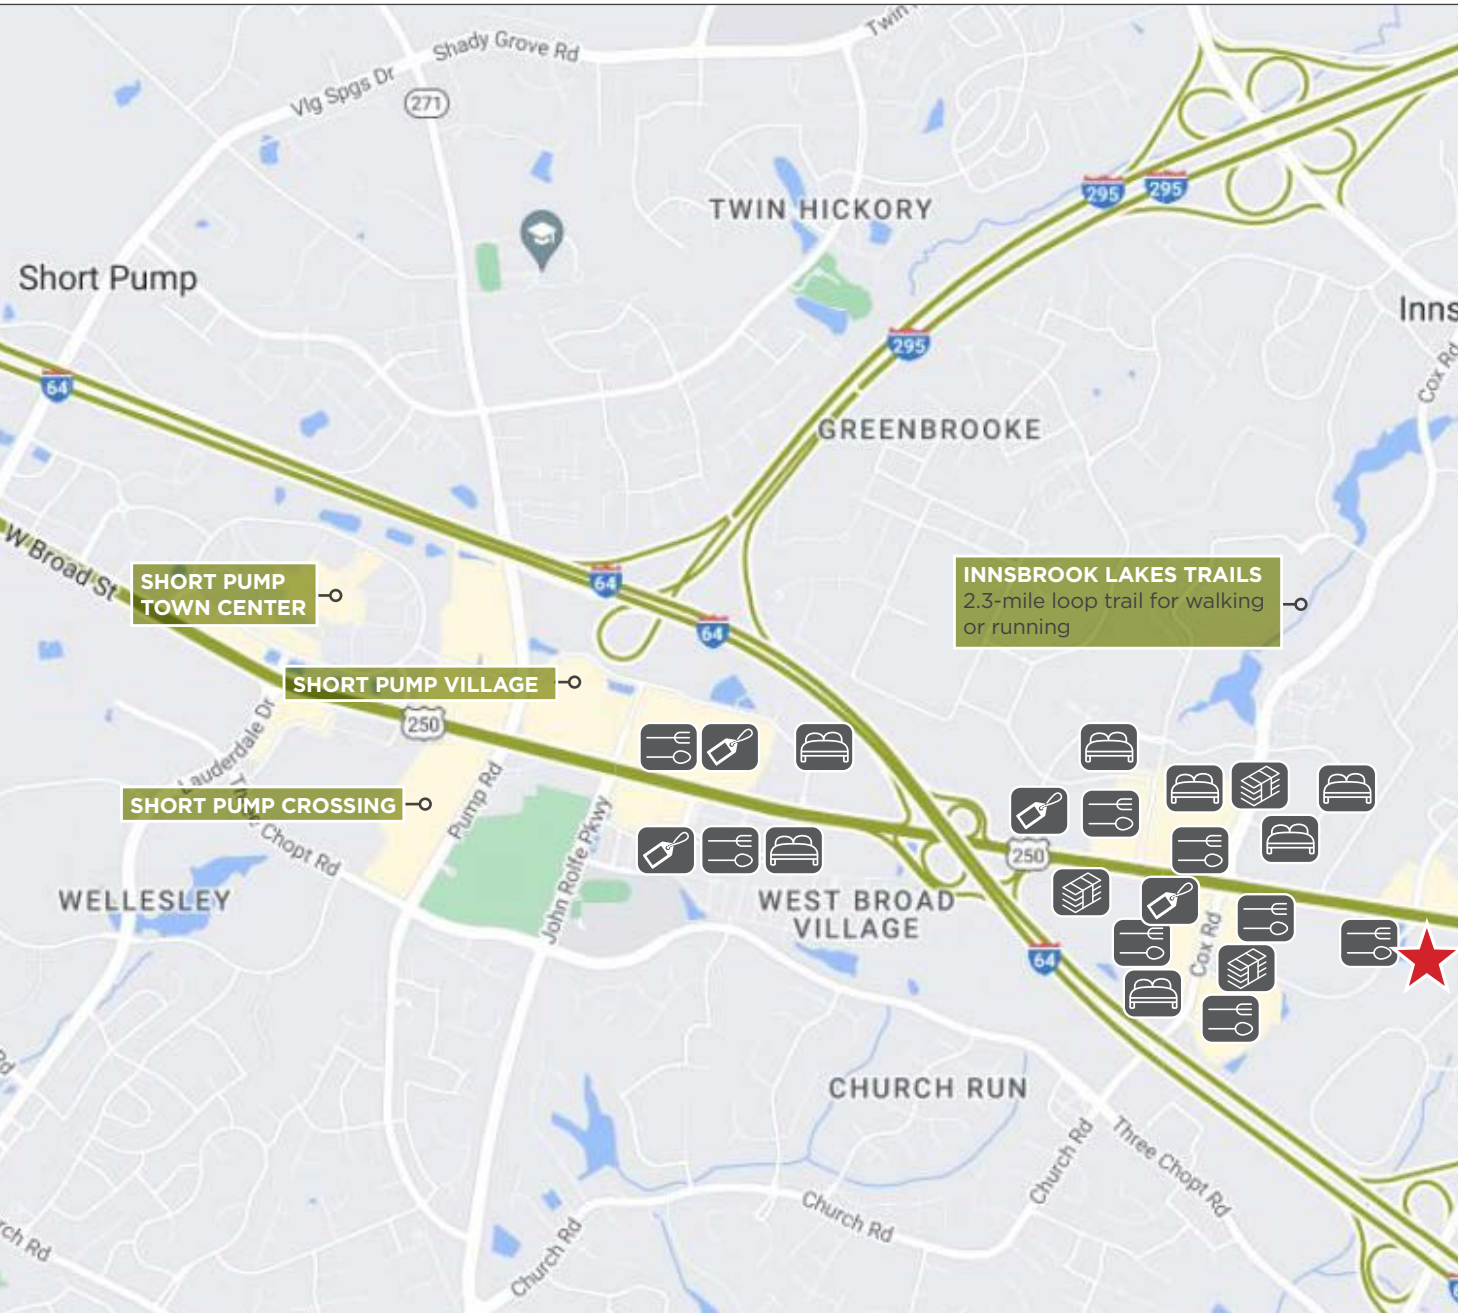 Twin
Shady Grove Rd
Vlg Spgs Dr
271
295
295
TWIN HICKORY
Short Pump
Inns
295
Cox Rd
64
GREENBROOKE
W Broad St
SHORT PUMP
TOWN CENTER
64
INNSBROOK LAKES TRAILS
2.3-mile loop trail for walking
or running
64
SHORT PUMP VILLAGE
250
Lauderdale Dr
SHORT PUMP CROSSING
Pump Rd
John Rolfe Pkwy
Three Chopt Rd
250
WELLESLEY
WEST BROAD
VILLAGE
Cox Rd
64
Rd
CHURCH RUN
Church Rd
Three Chopt Rd
Church Rd
Church Rd
rch Rd